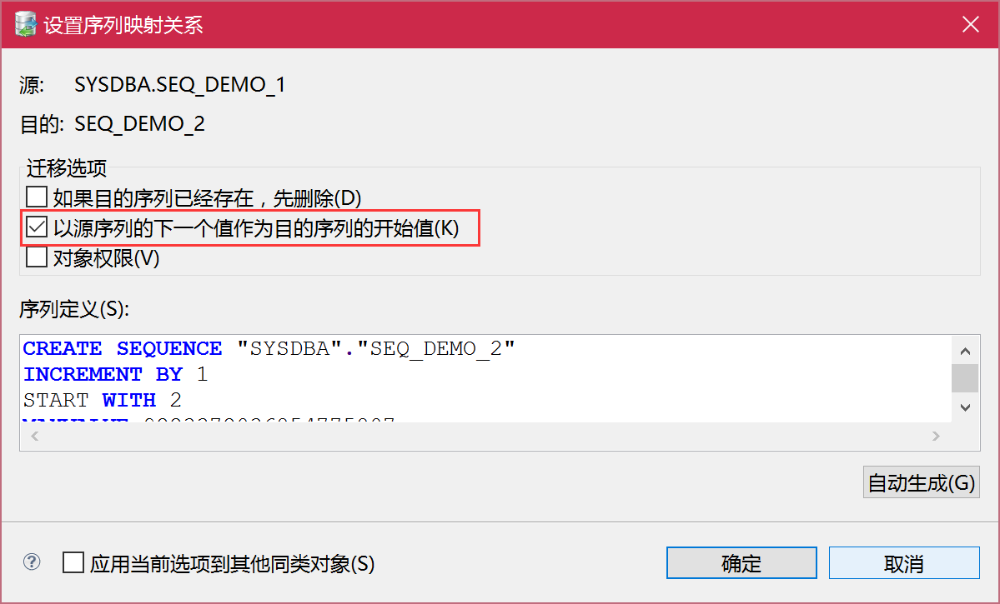 设置序列映射关系
源: SYSDBA.SEQ_DEMO_1
目的: SEQ_DEMO_2
迁移选项
如果目的序列已经存在，先删除(D)
以源序列的下一个值作为目的序列的开始值(K)
对象权限(V)
序列定义(S):
CREATE SEQUENCE "SYSDBA"."SEQ_DEMO_2"
INCREMENT BY 1
START WITH 2
自动生成(G)
?
应用当前选项到其他同类对象(S)
确定
取消